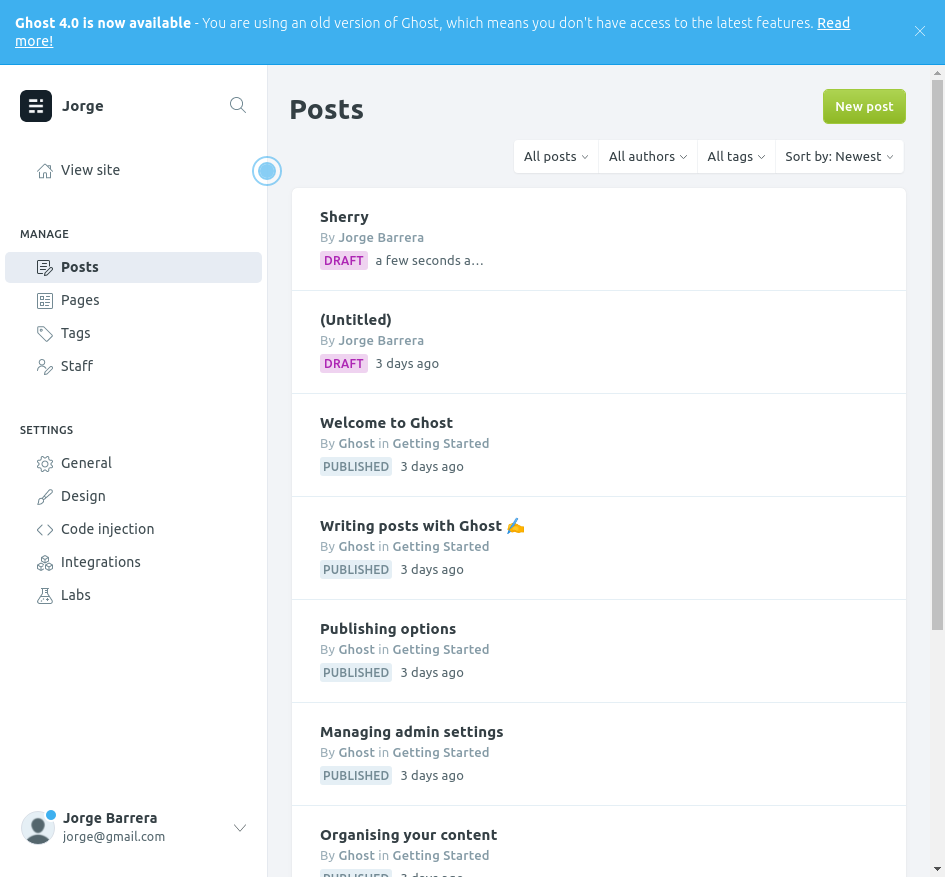 Ghost 4.0 is now available - You are using an old version of Ghost, which means you don't have access to the latest features. Read
more!
Jorge
View site
MANAGE
Posts
Pages
Tags
Staff
SETTINGS
General
Design
Code injection
Integrations
Labs
Jorge Barrera
jorge@gmail.com
Posts
New post
All posts
All authors
All tags
Sort by: Newest
Sherry
By Jorge Barrera
DRAFT a few seconds a…
(Untitled)
By Jorge Barrera
DRAFT 3 days ago
Welcome to Ghost
By Ghost in Getting Started
PUBLISHED 3 days ago
Writing posts with Ghost ✍️
By Ghost in Getting Started
PUBLISHED 3 days ago
Publishing options
By Ghost in Getting Started
PUBLISHED 3 days ago
Managing admin settings
By Ghost in Getting Started
PUBLISHED 3 days ago
Organising your content
By Ghost in Getting Started
PUBLISHED 3 days ago